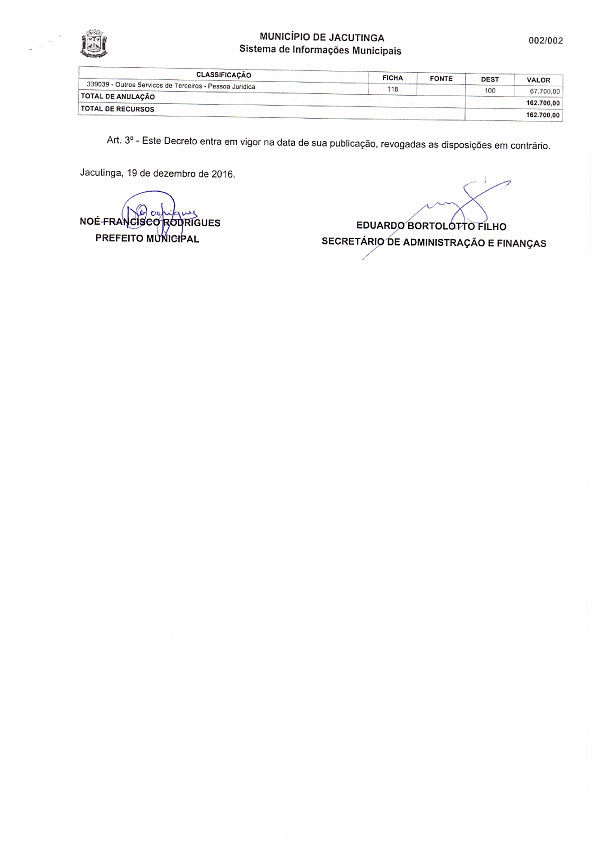 MUNICÍPIO DE JACUTINGA
Sistema de Informações Municipais
002/002
CLASSIFICAÇÃO FICHA FONTE DEST VALOR
339039 - Outros Servicos de Terceiros - Pessoa Juridica 118 100 67.700,00
TOTAL DE ANULAÇÃO 162.700,00
TOTAL DE RECURSOS 162.700,00
Art. 3º - Este Decreto entra em vigor na data de sua publicação, revogadas as disposições em contrário.
Jacutinga, 19 de dezembro de 2016.
Rodrigues
NOÉ FRANCISCO RODRIGUES
PREFEITO MUNICIPAL
EDUARDO BORTOLOTTO FILHO
SECRETÁRIO DE ADMINISTRAÇÃO E FINANÇAS